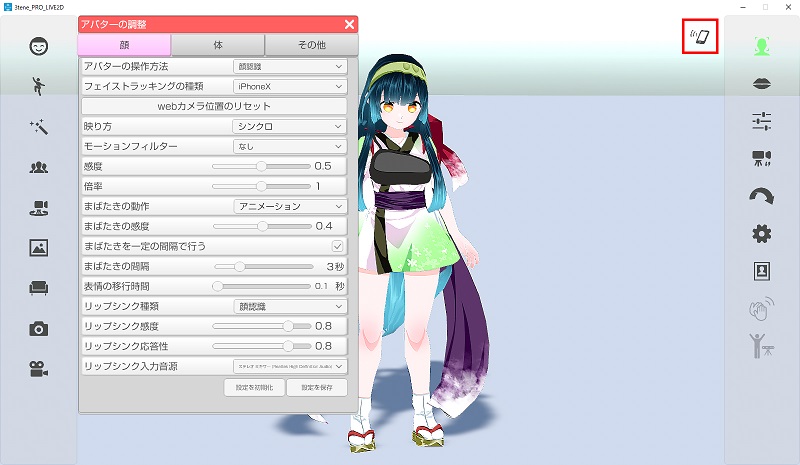 3tene_PRO_LIVE2D
アバターの調整
顔 体 その他
アバターの操作方法 顔認識
フェイストラッキングの種類 iPhoneX
webカメラ位置のリセット
映り方 シンクロ
モーションフィルター なし
感度 0.5
倍率 1
まばたきの動作 アニメーション
まばたきの感度 0.4
まばたきを一定の間隔で行う
まばたきの間隔 3 秒
表情の移行時間 0.1 秒
リップシンク種類 顔認識
リップシンク感度 0.8
リップシンク応答性 0.8
リップシンク入力音源 ステレオ ミキサー (Realtek High Definition Audio)
設定を初期化 設定を保存